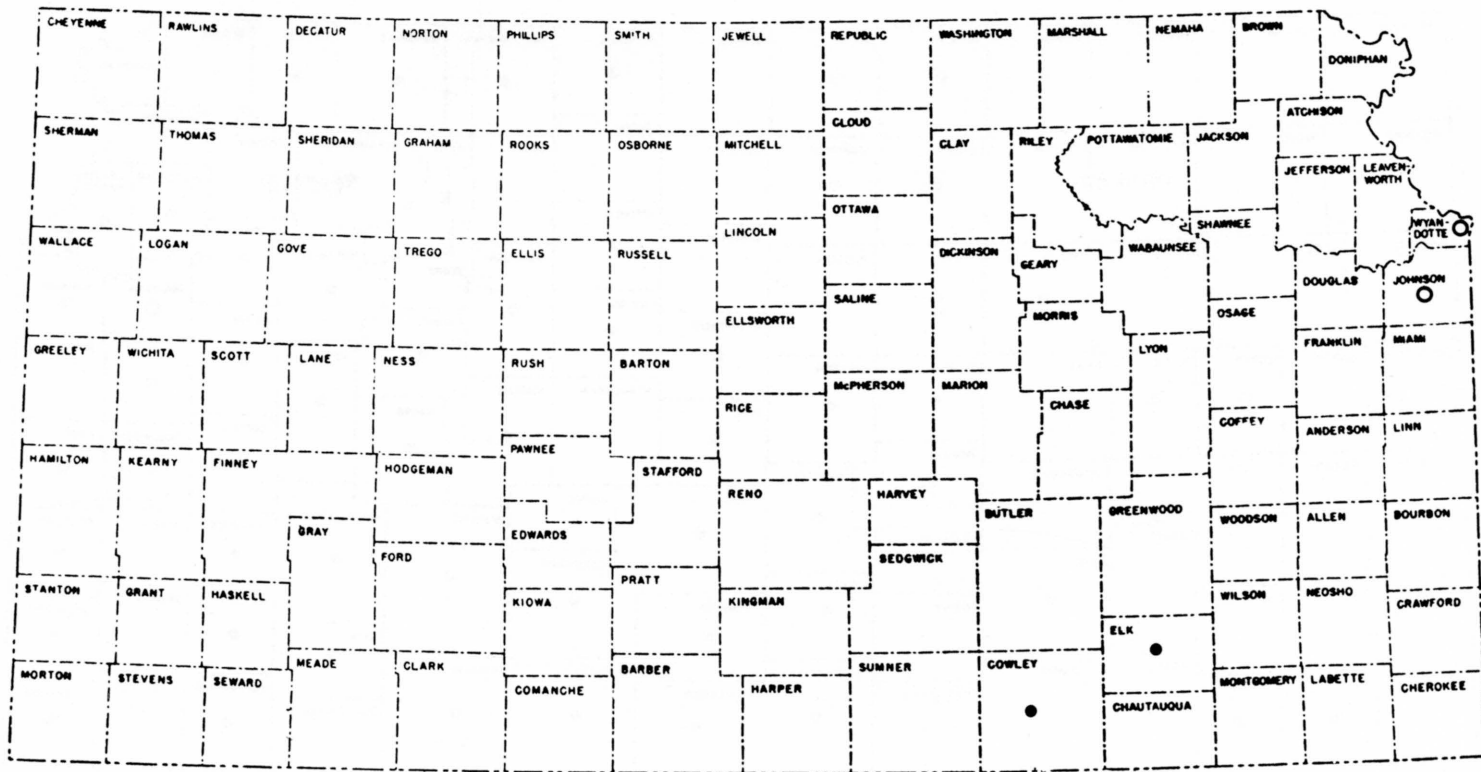 CHEYENNE
RAWLINS
DECATUR
NORTON
PHILLIPS
SMITH
JEWELL
REPUBLIC
WASHINGTON
MARSHALL
NEMAHA
BROWN
DONIPHAN
SHERMAN
THOMAS
SHERIDAN
GRAHAM
ROOKS
OSBORNE
MITCHELL
CLOUD
CLAY
RILEY
POTTAWATOMIE
JACKSON
ATCHISON
JEFFERSON
LEAVEN-
WORTH
WYAN
DOTTE
WALLACE
LOGAN
GOVE
TREGO
ELLIS
RUSSELL
LINCOLN
OTTAWA
DICKINSON
GEARY
WABAUNSEE
SHAWNEE
DOUGLAS
JOHNSON
SALINE
ELLSWORTH
MORRIS
OSAGE
GREELEY
WICHITA
SCOTT
LANE
NESS
RUSH
BARTON
RICE
McPHERSON
MARION
CHASE
LYON
FRANKLIN
MIAMI
COFFEY
ANDERSON
LINN
HAMILTON
KEARNY
FINNEY
HODGEMAN
PAWNEE
STAFFORD
RENO
HARVEY
BUTLER
GREENWOOD
WOODSON
ALLEN
BOURBON
GRAY
FORD
EDWARDS
SEDGWICK
STANTON
GRANT
HASKELL
KIOWA
PRATT
KINGMAN
WILSON
NEOSHO
CRAWFORD
ELK
MORTON
STEVENS
SEWARD
MEADE
CLARK
COMANCHE
BARBER
HARPER
SUMNER
COWLEY
CHAUTAUQUA
MONTGOMERY
LABETTE
CHEROKEE